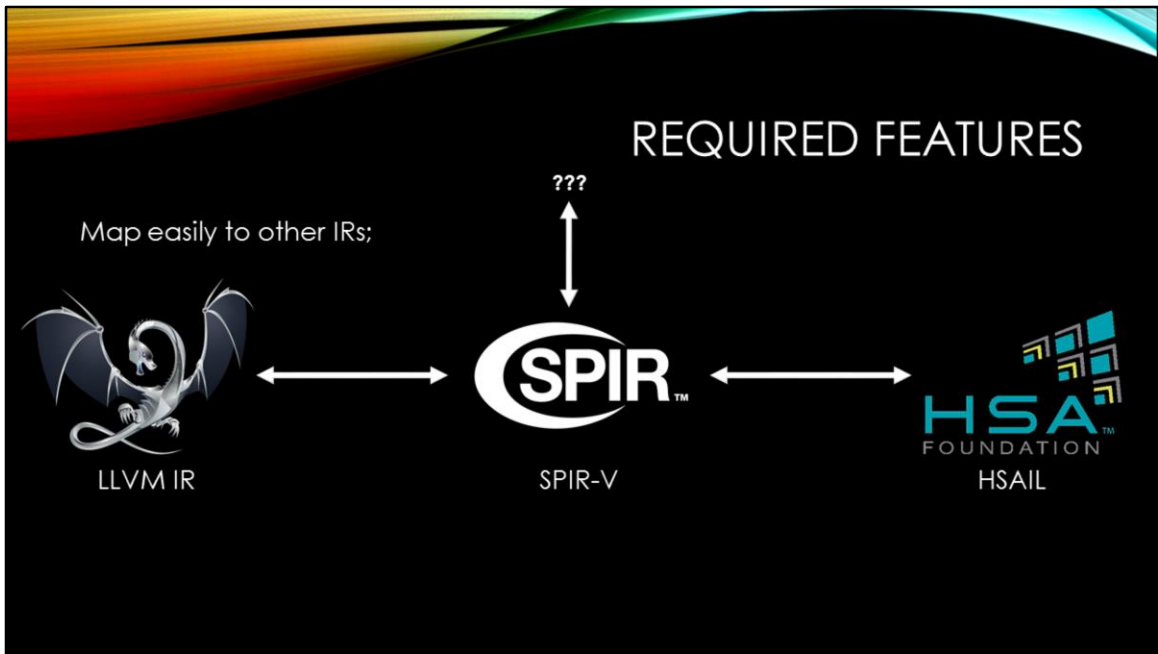 REQUIRED FEATURES
???
Map easily to other IRs;
SPIR™
HSA™
FOUNDATION
LLVM IR
SPIR-V
HSAIL